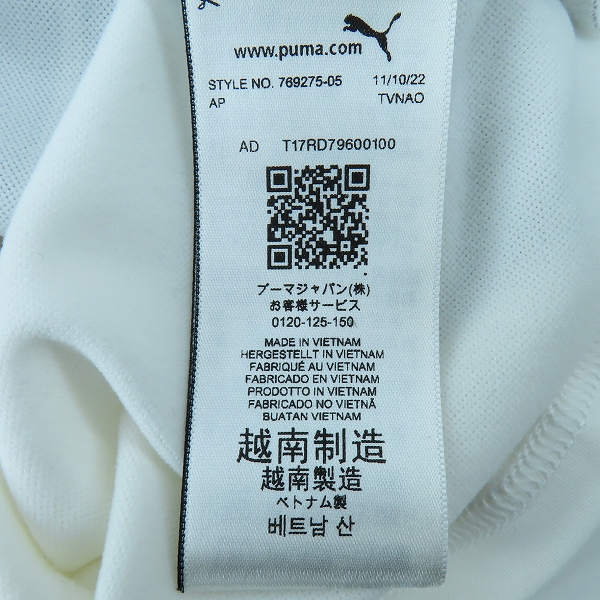 www.puma.com
STYLE NO. 769275-05 11/10/22
AP TVNAO
AD T17RD79600100
プーマジャパン(株)
お客様サービス
0120-125-150
MADE IN VIETNAM
HERGESTELLT IN VIETNAM
FABRIQUÉ AU VIETNAM
FABRICADO EN VIETNAM
PRODOTTO IN VIETNAM
FABRICADO NO VIETNÃ
BUATAN VIETNAM
越南制造
越南製造
ベトナム製
베트남 산